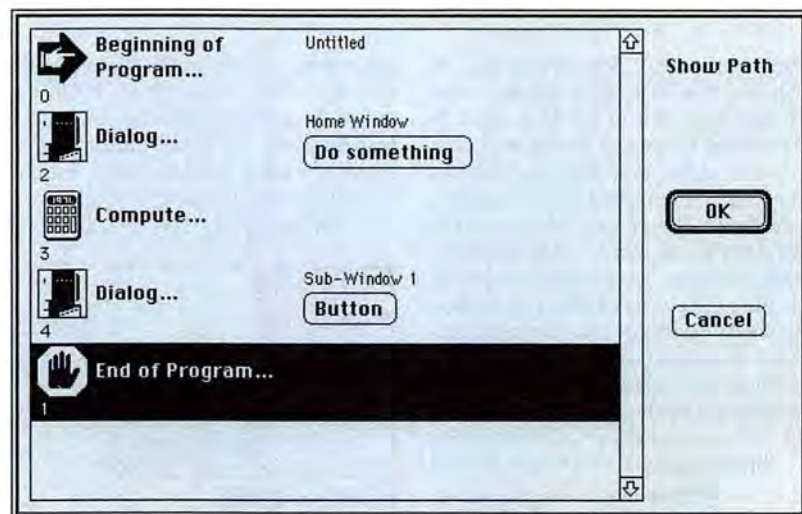 Beginning of
Program...
Untitled
0
Dialog...
Home Window
Do something
2
Compute...
3
Dialog...
Sub-Window 1
Button
4
End of Program...
1
Show Path
OK
Cancel